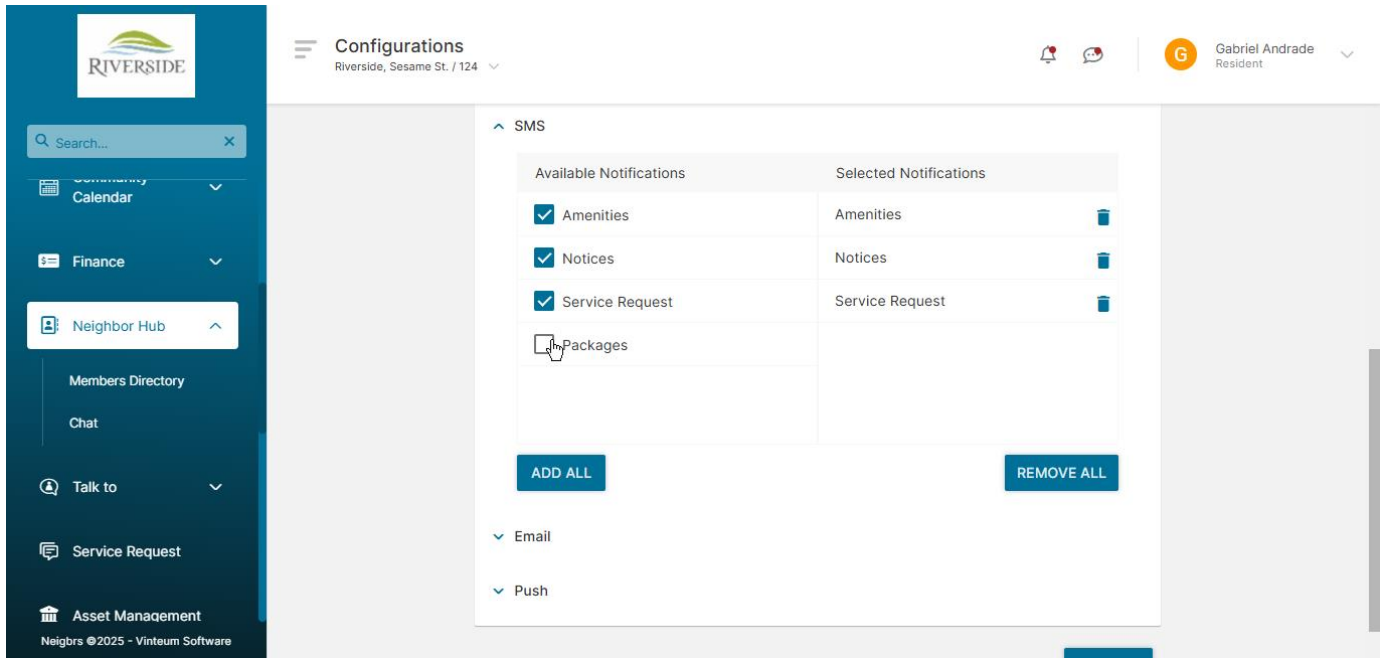 RIVERSIDE
Configurations
Riverside, Sesame St. / 124
G
Gabriel Andrade
Resident
Search...
Community
Calendar
Finance
Neighbor Hub
Members Directory
Chat
Talk to
Service Request
Asset Management
Neigbrs ©2025 - Vinteum Software
SMS
Available Notifications
Selected Notifications
Amenities
Amenities
Notices
Notices
Service Request
Service Request
Packages
ADD ALL
REMOVE ALL
Email
Push